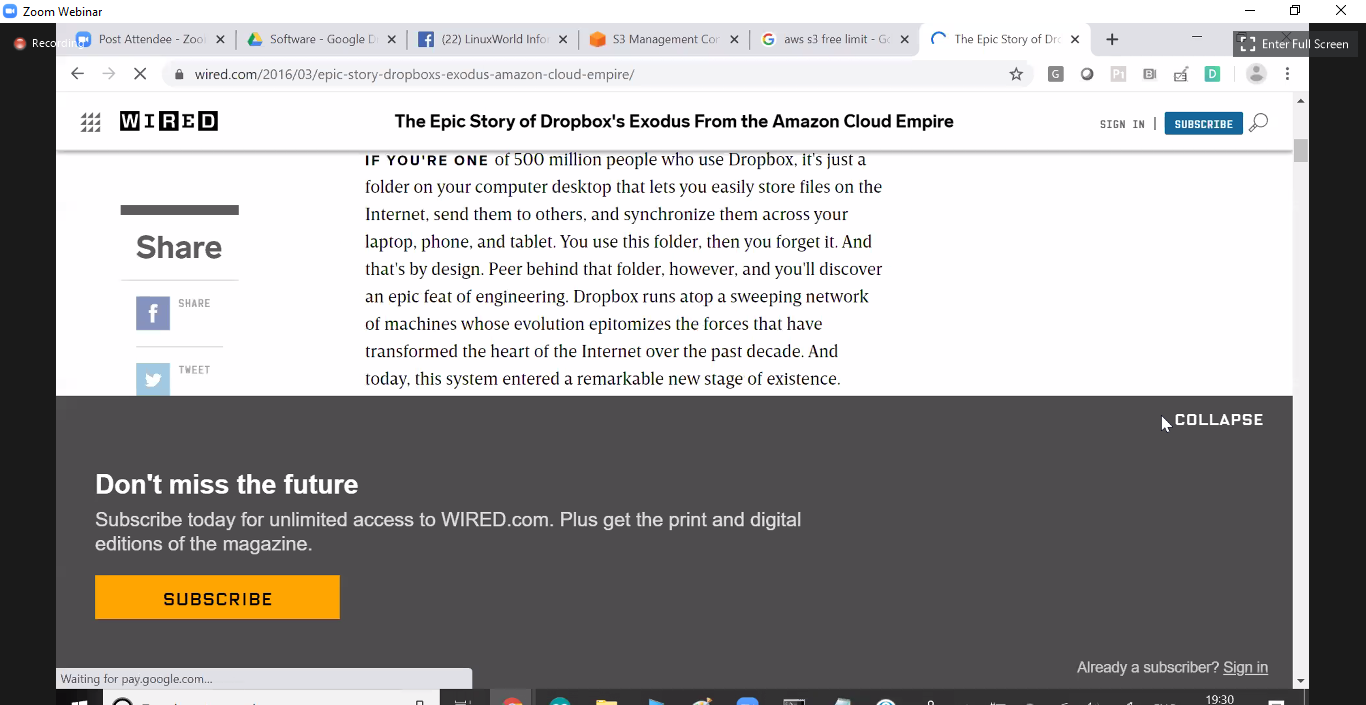 Zoom Webinar
Recording
Post Attendee - Zoo
Software - Google D
(22) LinuxWorld Info
S3 Management Co
aws s3 free limit - Go
The Epic Story of Dro
Enter Full Screen
wired.com/2016/03/epic-story-dropboxs-exodus-amazon-cloud-empire/
WIRED
The Epic Story of Dropbox's Exodus From the Amazon Cloud Empire
SIGN IN | SUBSCRIBE
IF YOU'RE ONE of 500 million people who use Dropbox, it's just a
folder on your computer desktop that lets you easily store files on the
Internet, send them to others, and synchronize them across your
laptop, phone, and tablet. You use this folder, then you forget it. And
that's by design. Peer behind that folder, however, and you'll discover
an epic feat of engineering. Dropbox runs atop a sweeping network
of machines whose evolution epitomizes the forces that have
transformed the heart of the Internet over the past decade. And
today, this system entered a remarkable new stage of existence.
Share
SHARE
TWEET
COLLAPSE
Don't miss the future
Subscribe today for unlimited access to WIRED.com. Plus get the print and digital
editions of the magazine.
SUBSCRIBE
Already a subscriber? Sign in
Waiting for pay.google.com...
19:30